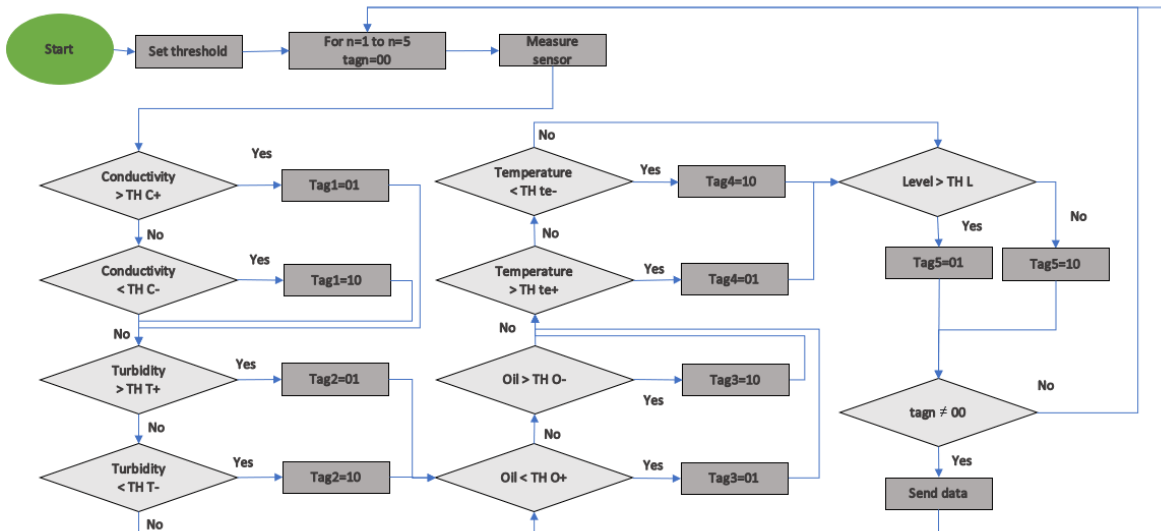 Start
Set threshold
For n=1 to n=5
tagn=00
Measure
sensor
Conductivity
> TH C+
Yes
Tag1=01
No
Conductivity
< TH C-
Yes
Tag1=10
No
Turbidity
> TH T+
Yes
Tag2=01
No
Turbidity
< TH T-
Yes
Tag2=10
No
Oil < TH O+
Yes
Tag3=01
No
Oil > TH O-
Yes
Tag3=10
No
Temperature
> TH te+
Yes
Tag4=01
No
Temperature
< TH te-
Yes
Tag4=10
No
Level > TH L
Yes
Tag5=01
No
Tag5=10
tagn ≠ 00
No
Yes
Send data